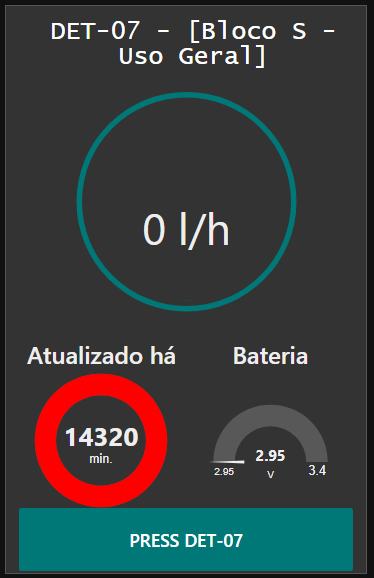 DET-07 - [Bloco S -
Uso Geral]
0 l/h
Atualizado há
Bateria
14320
min.
2.95
V
2.95
3.4
PRESS DET-07